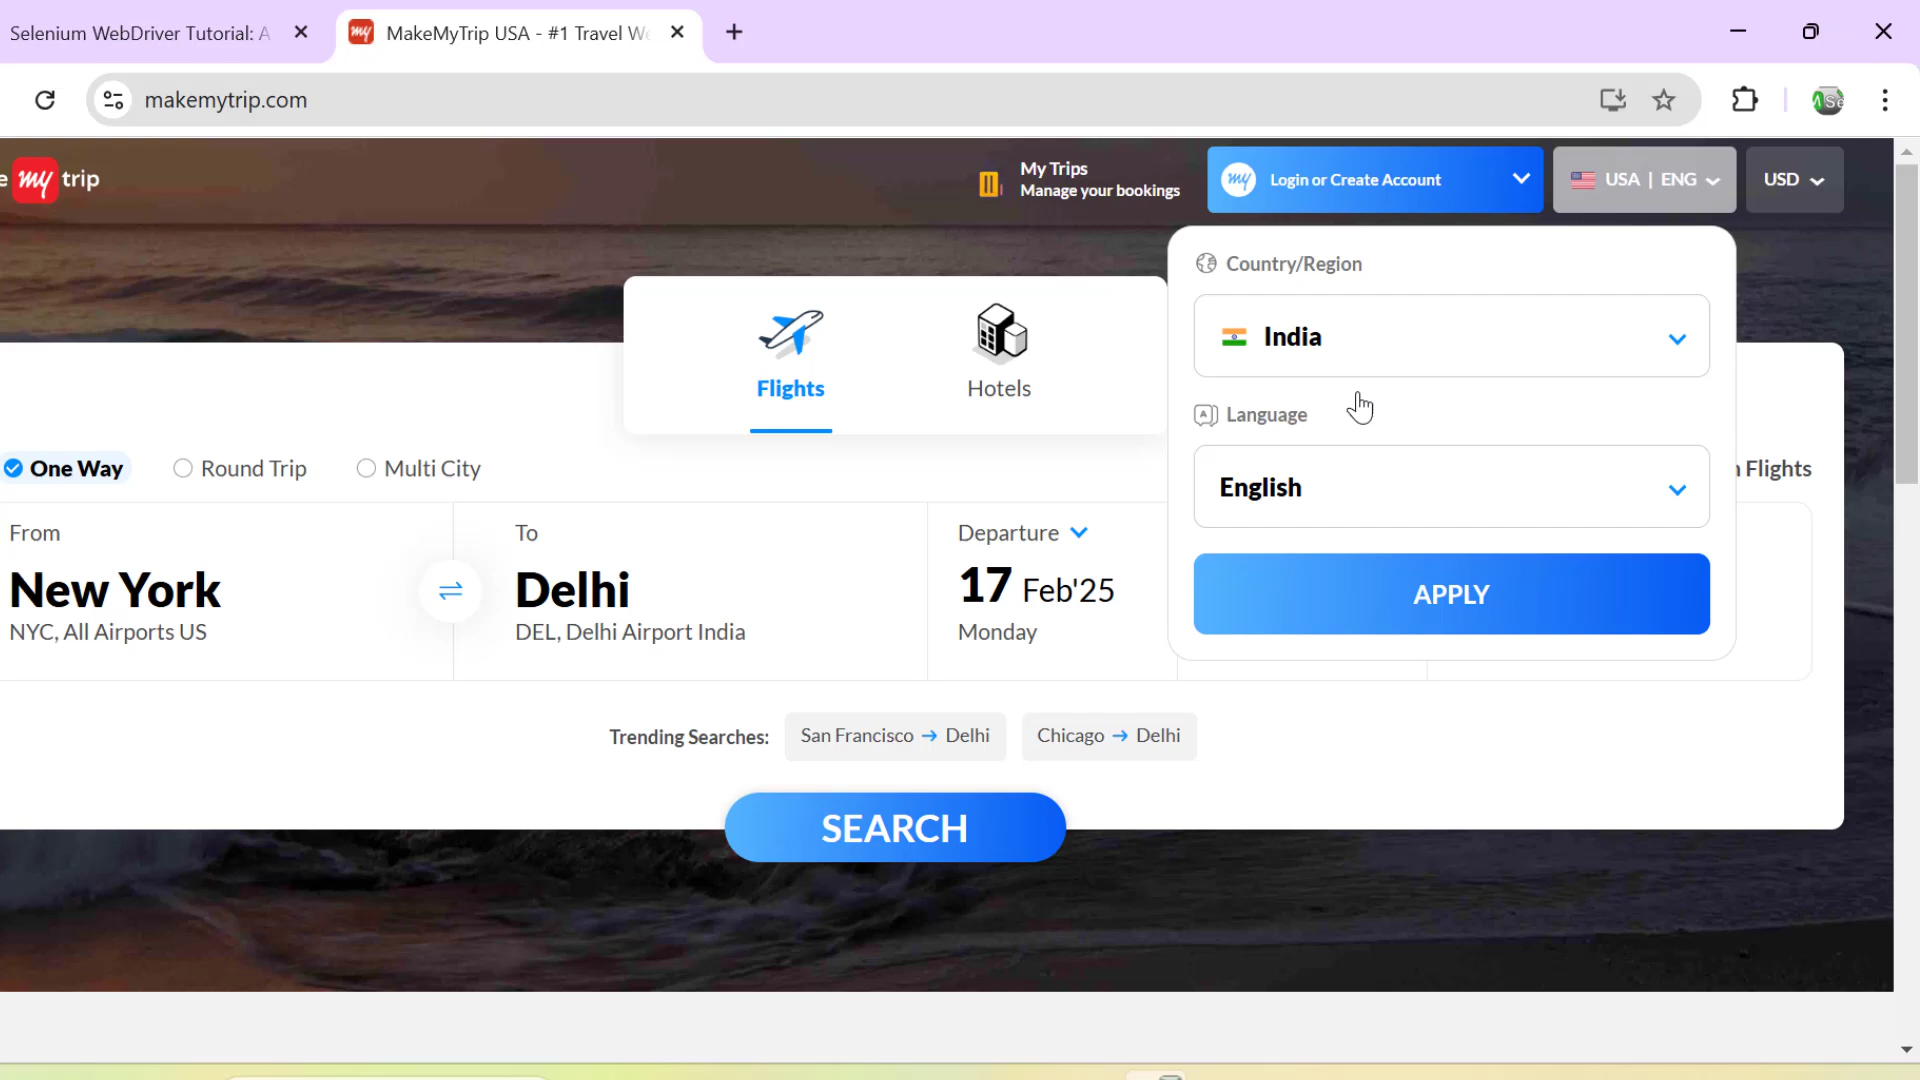 Selenium WebDriver Tutorial: A
MakeMyTrip USA - #1 Travel We
makemytrip.com
e my trip
My Trips
Manage your bookings
my Login or Create Account
USA | ENG
USD
Country/Region
India
Language
English
APPLY
Flights
Hotels
One Way
Round Trip
Multi City
Flights
From
New York
NYC, All Airports US
To
Delhi
DEL, Delhi Airport India
Departure
17 Feb'25
Monday
Trending Searches:
San Francisco → Delhi
Chicago → Delhi
SEARCH